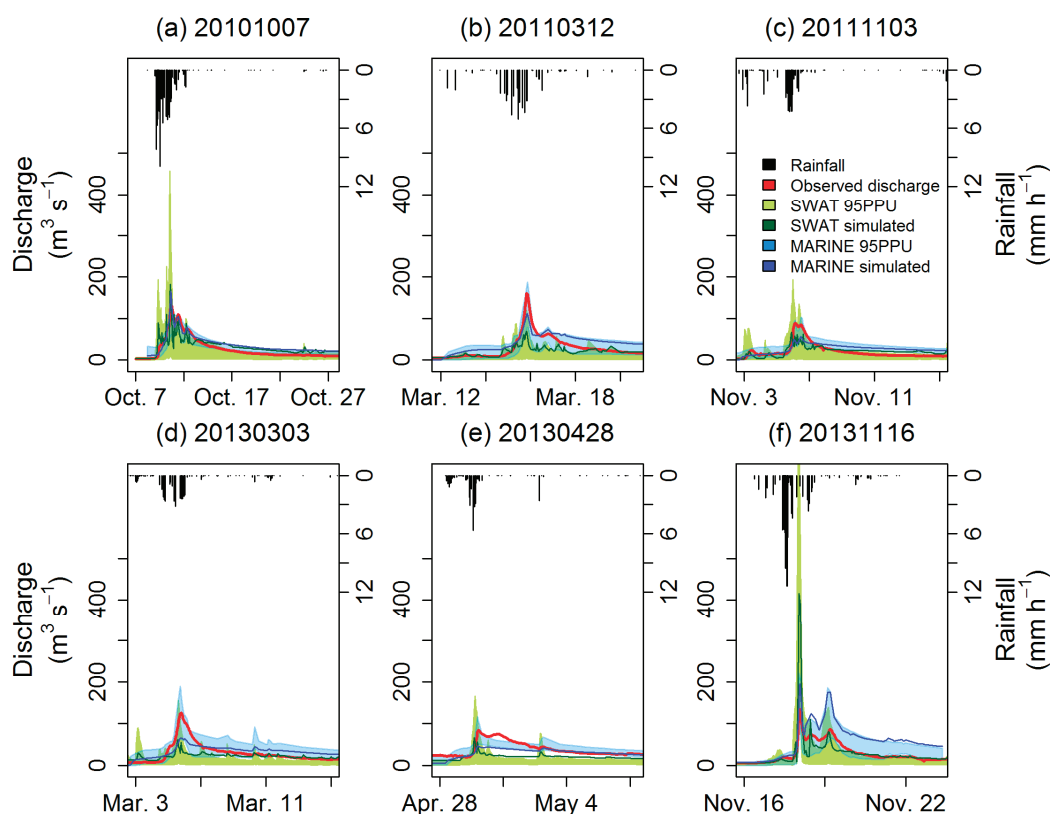 (a) 20101007
(b) 20110312
(c) 20111103
Discharge
(m³ s⁻¹)
0
200
400
0
6
12
Oct. 7
Oct. 17
Oct. 27
0
200
400
0
6
12
Mar. 12
Mar. 18
0
200
400
0
6
12
Rainfall
Observed discharge
SWAT 95PPU
SWAT simulated
MARINE 95PPU
MARINE simulated
Nov. 3
Nov. 11
Rainfall
(mm h⁻¹)
(d) 20130303
(e) 20130428
(f) 20131116
Discharge
(m³ s⁻¹)
0
200
400
0
6
12
Mar. 3
Mar. 11
0
200
400
0
6
12
Apr. 28
May 4
0
200
400
0
6
12
Nov. 16
Nov. 22
Rainfall
(mm h⁻¹)